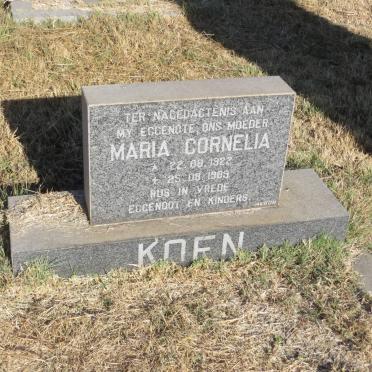 TER NAGEDAGTENIS AAN
MY EGGENOTE ONS MOEDER
MARIA CORNELIA
* 22.08.1922
† 25.09.1985
RUS IN VREDE
EGGENOOT EN KINDERS
KOEN